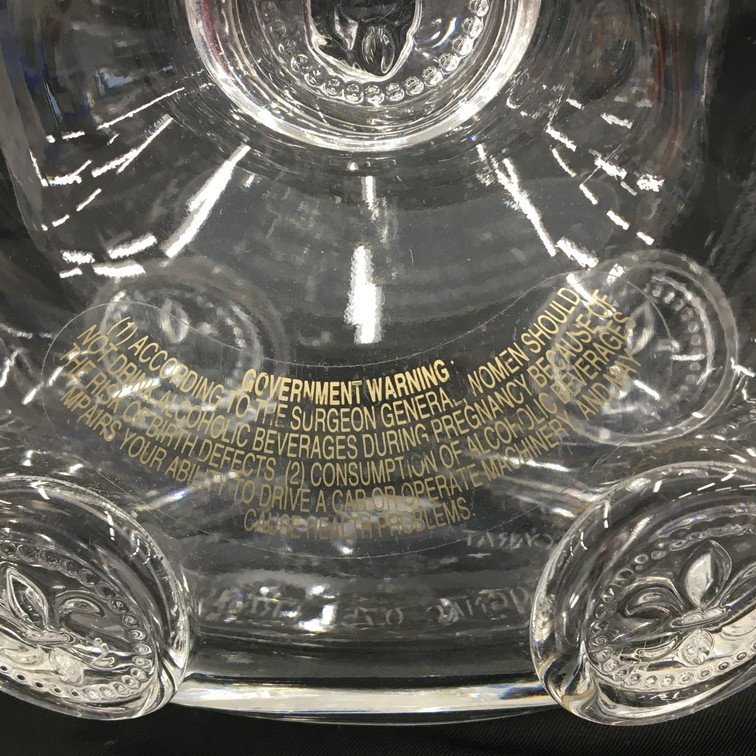 GOVERNMENT WARNING:
(1) ACCORDING TO THE SURGEON GENERAL, WOMEN SHOULD
NOT DRINK ALCOHOLIC BEVERAGES DURING PREGNANCY BECAUSE OF
THE RISK OF BIRTH DEFECTS. (2) CONSUMPTION OF ALCOHOLIC BEVERAGES
IMPAIRS YOUR ABILITY TO DRIVE A CAR OR OPERATE MACHINERY, AND MAY
CAUSE HEALTH PROBLEMS.